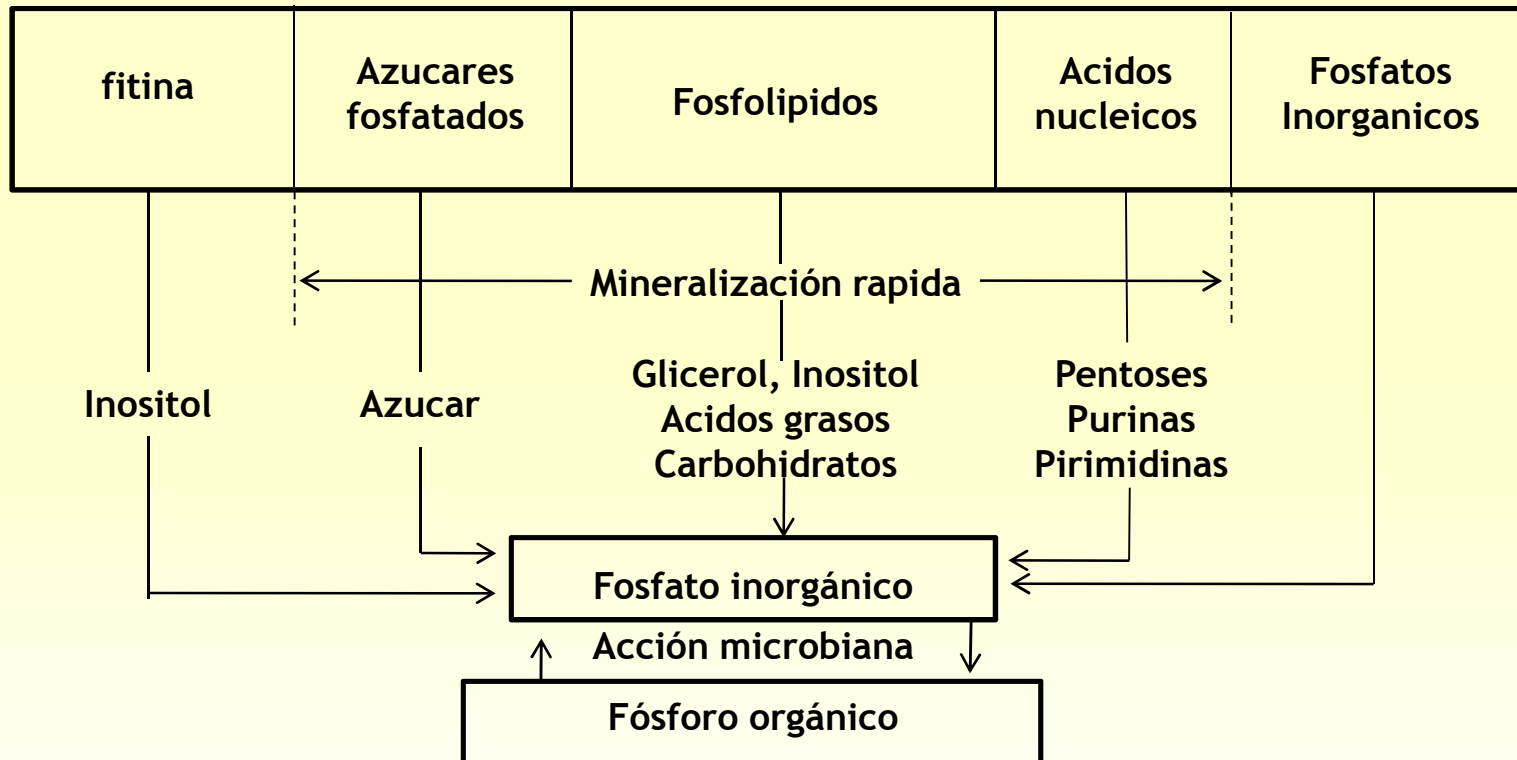 fitina
Azucares
fosfatados
Fosfolipidos
Acidos
nucleicos
Fosfatos
Inorganicos
Mineralización rapida
Inositol
Azucar
Glicerol, Inositol
Acidos grasos
Carbohidratos
Pentoses
Purinas
Pirimidinas
Fosfato inorgánico
Acción microbiana
Fósforo orgánico